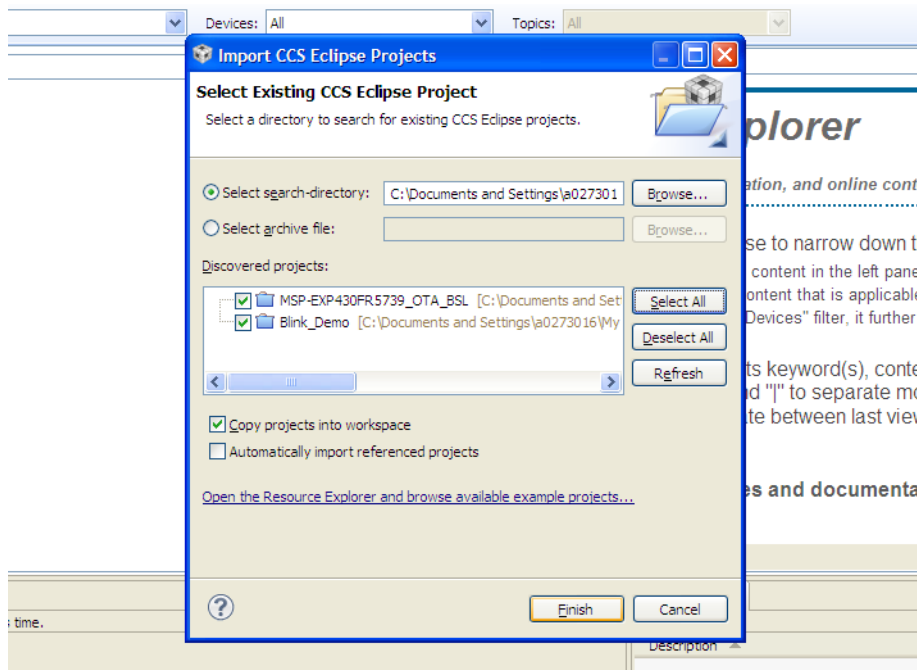 Devices: All Topics: All
Import CCS Eclipse Projects
Select Existing CCS Eclipse Project
Select a directory to search for existing CCS Eclipse projects.
plorer
ation, and online cont
Select search-directory: C:\Documents and Settings\a027301 Browse...
Select archive file: Browse...
se to narrow down t
content in the left pane
ontent that is applicable
Devices" filter, it further
Discovered projects:
MSP-EXP430FR5739_OTA_BSL [C:\Documents and Set
Blink_Demo [C:\Documents and Settings\a0273016\My
Select All
Deselect All
Refresh
ts keyword(s), conte
nd "|" to separate mo
te between last view
Copy projects into workspace
Automatically import referenced projects
Open the Resource Explorer and browse available example projects...
es and documenta
? Finish Cancel
s time.
Description